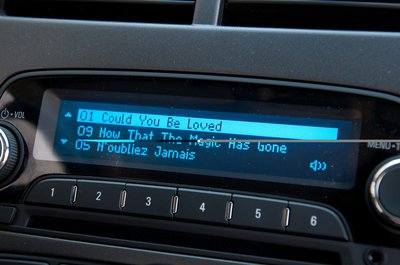 01 Could You Be Loved
09 Now That The Magic Has Gone
05 N'oubliez Jamais
VOL
MENU-T
1 2 3 4 5 6